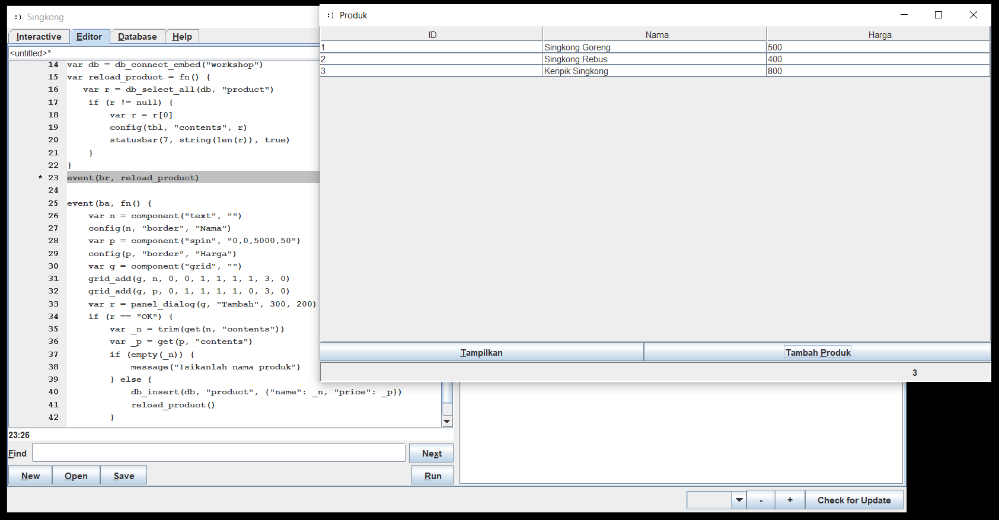 :) Singkong
Interactive Editor Database Help
<untitled>*
14 var db = db_connect_embed("workshop")
15 var reload_product = fn() {
16    var r = db_select_all(db, "product")
17     if (r != null) {
18         var r = r[0]
19         config(tbl, "contents", r)
20         statusbar(7, string(len(r)), true)
21     }
22 }
* 23 event(br, reload_product)
24
25 event(ba, fn() {
26     var n = component("text", "")
27     config(n, "border", "Nama")
28     var p = component("spin", "0,0,5000,50")
29     config(p, "border", "Harga")
30     var g = component("grid", "")
31     grid_add(g, n, 0, 0, 1, 1, 1, 1, 3, 0)
32     grid_add(g, p, 0, 1, 1, 1, 1, 0, 3, 0)
33     var r = panel_dialog(g, "Tambah", 300, 200)
34     if (r == "OK") {
35         var _n = trim(get(n, "contents"))
36         var _p = get(p, "contents")
37         if (empty(_n)) {
38             message("Isikanlah nama produk")
39         } else {
40             db_insert(db, "product", {"name": _n, "price": _p})
41             reload_product()
42         }
23:26
Find
Next
New Open Save Run
- + Check for Update
:) Produk
ID Nama Harga
1 Singkong Goreng 500
2 Singkong Rebus 400
3 Keripik Singkong 800
Tampilkan Tambah Produk
3